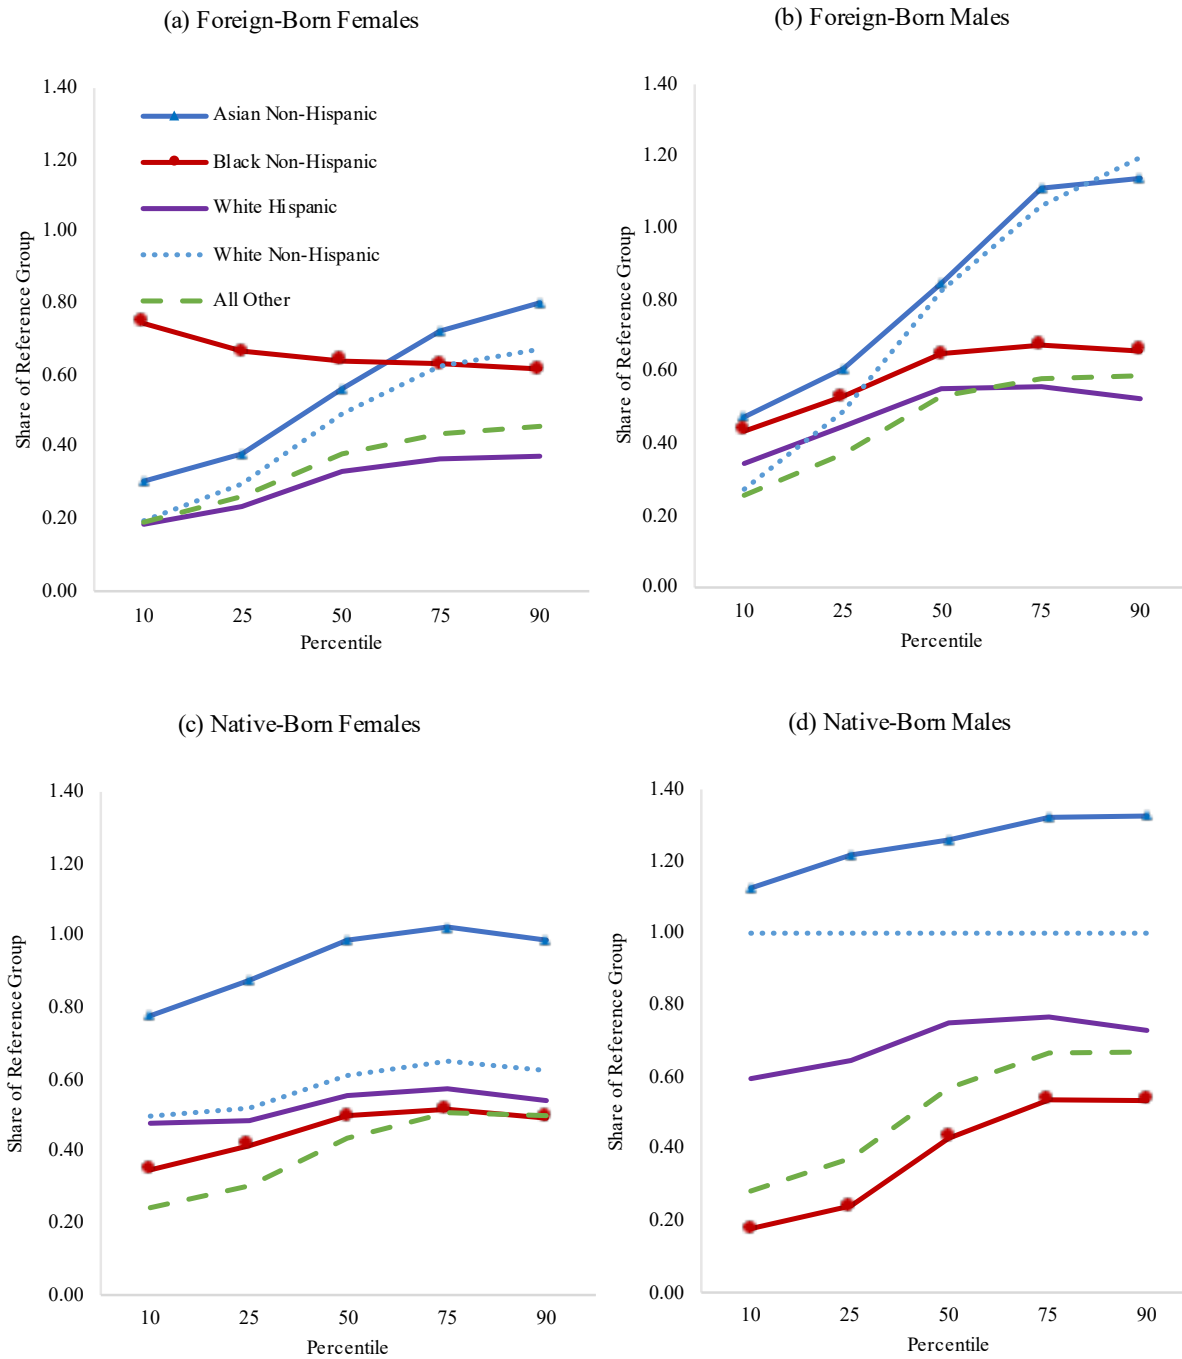 (a) Foreign-Born Females
1.40
1.20
1.00
0.80
0.60
0.40
0.20
0.00
Share of Reference Group
Asian Non-Hispanic
Black Non-Hispanic
White Hispanic
White Non-Hispanic
All Other
10 25 50 75 90
Percentile
(b) Foreign-Born Males
1.40
1.20
1.00
0.80
0.60
0.40
0.20
0.00
Share of Reference Group
10 25 50 75 90
Percentile
(c) Native-Born Females
1.40
1.20
1.00
0.80
0.60
0.40
0.20
0.00
Share of Reference Group
10 25 50 75 90
Percentile
(d) Native-Born Males
1.40
1.20
1.00
0.80
0.60
0.40
0.20
0.00
Share of Reference Group
10 25 50 75 90
Percentile